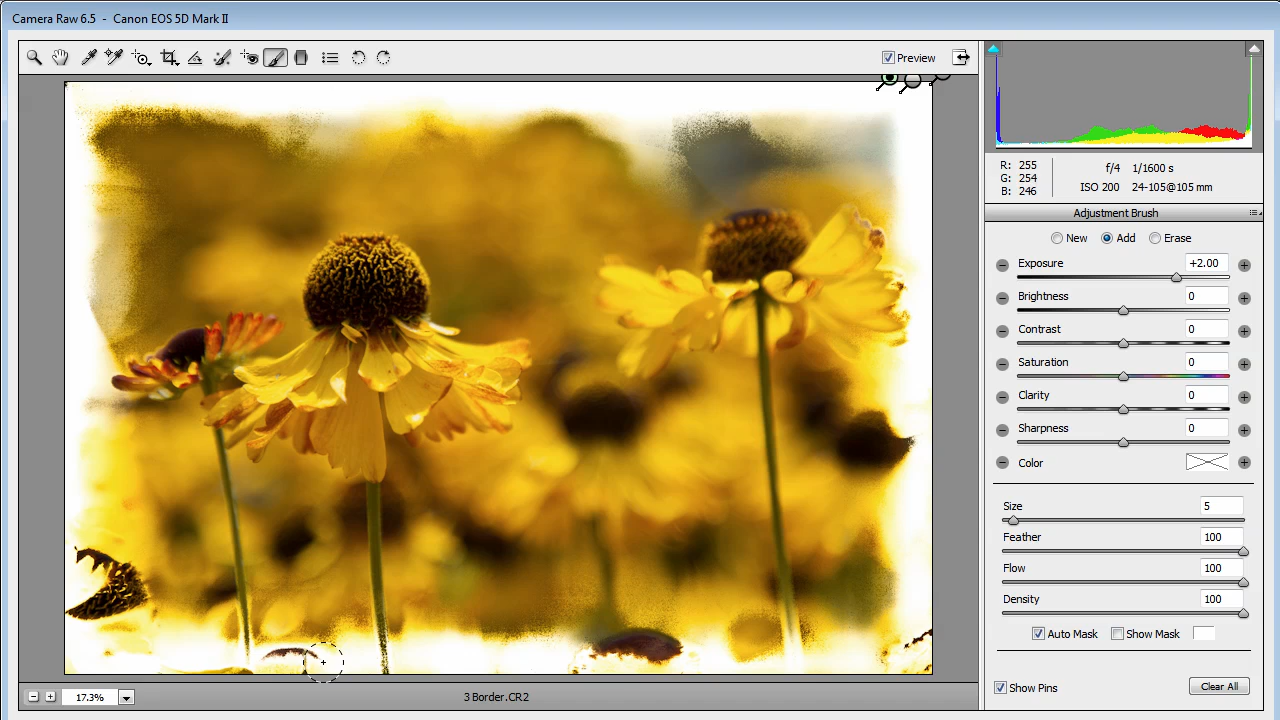 Camera Raw 6.5 - Canon EOS 5D Mark II
Preview
R: 255
G: 254
B: 246
f/4 1/1600 s
ISO 200 24-105@105 mm
Adjustment Brush
New Add Erase
Exposure +2.00
Brightness 0
Contrast 0
Saturation 0
Clarity 0
Sharpness 0
Color
Size 5
Feather 100
Flow 100
Density 100
Auto Mask Show Mask
Show Pins Clear All
17.3% 3 Border.CR2